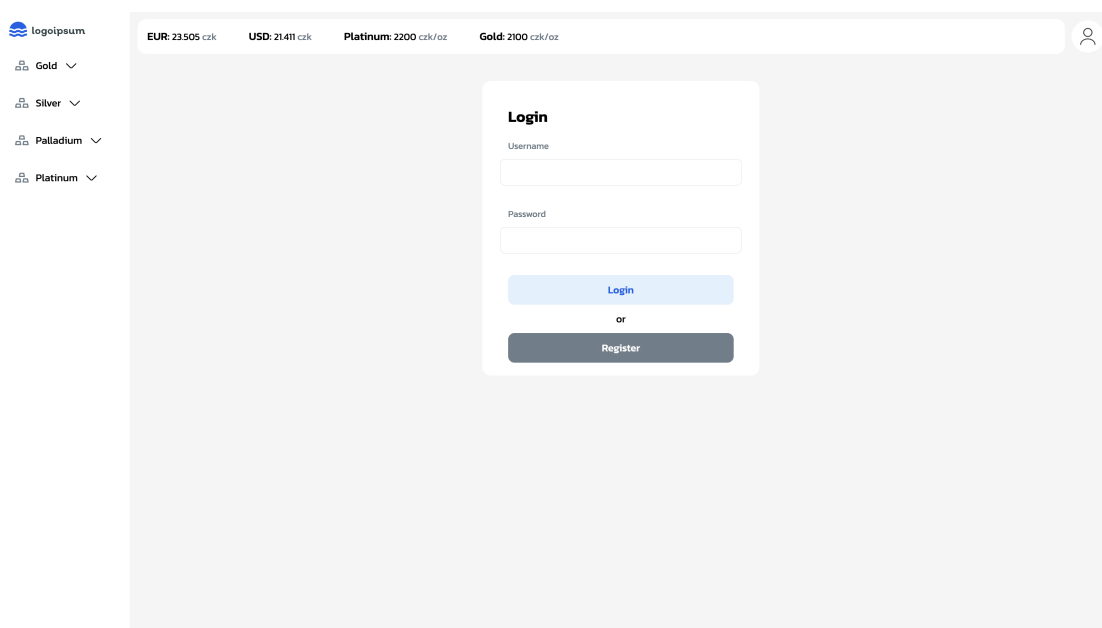 logoipsum
Gold
Silver
Palladium
Platinum
EUR: 23.505 czk USD: 21.411 czk Platinum: 2200 czk/oz Gold: 2100 czk/oz
Login
Username
Password
Login
or
Register